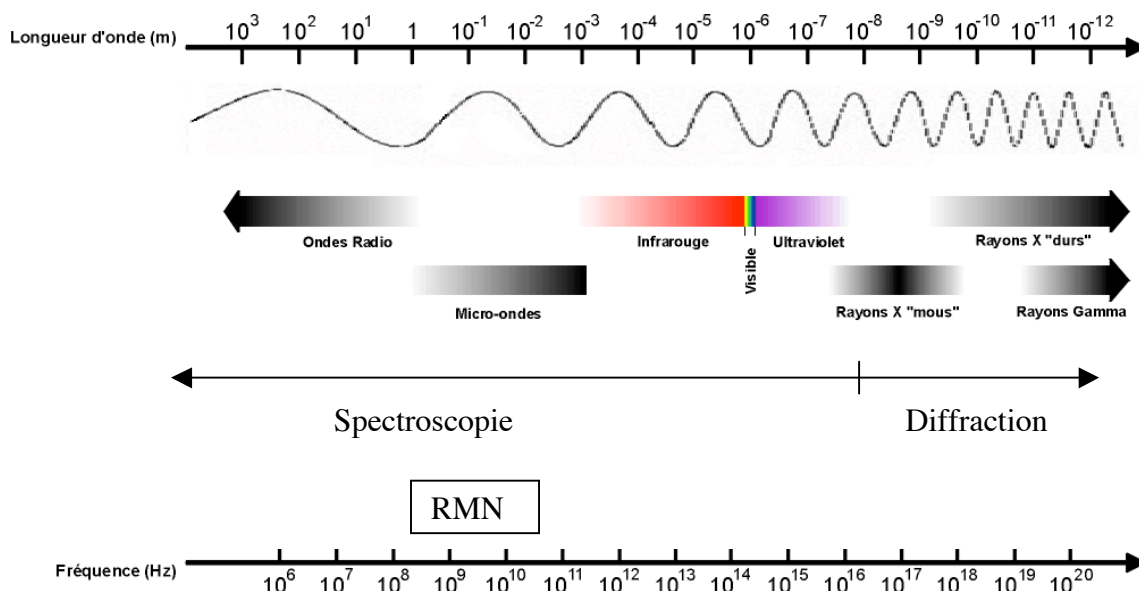 Longueur d'onde (m) 10³ 10² 10¹ 1 10⁻¹ 10⁻² 10⁻³ 10⁻⁴ 10⁻⁵ 10⁻⁶ 10⁻⁷ 10⁻⁸ 10⁻⁹ 10⁻¹⁰ 10⁻¹¹ 10⁻¹²
Ondes Radio Infrarouge Visible Ultraviolet Rayons X "durs"
Micro-ondes Rayons X "mous" Rayons Gamma
Spectroscopie Diffraction
RMN
Fréquence (Hz) 10⁶ 10⁷ 10⁸ 10⁹ 10¹⁰ 10¹¹ 10¹² 10¹³ 10¹⁴ 10¹⁵ 10¹⁶ 10¹⁷ 10¹⁸ 10¹⁹ 10²⁰